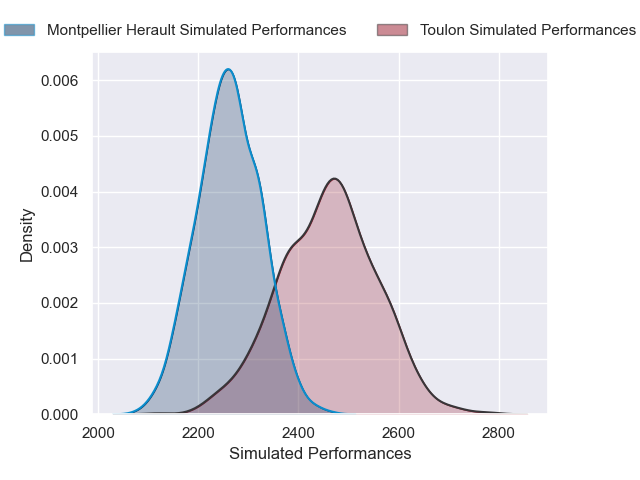 Montpellier Herault Simulated Performances
Toulon Simulated Performances
0.006
0.005
0.004
0.003
0.002
0.001
0.000
Density
2000 2200 2400 2600 2800
Simulated Performances